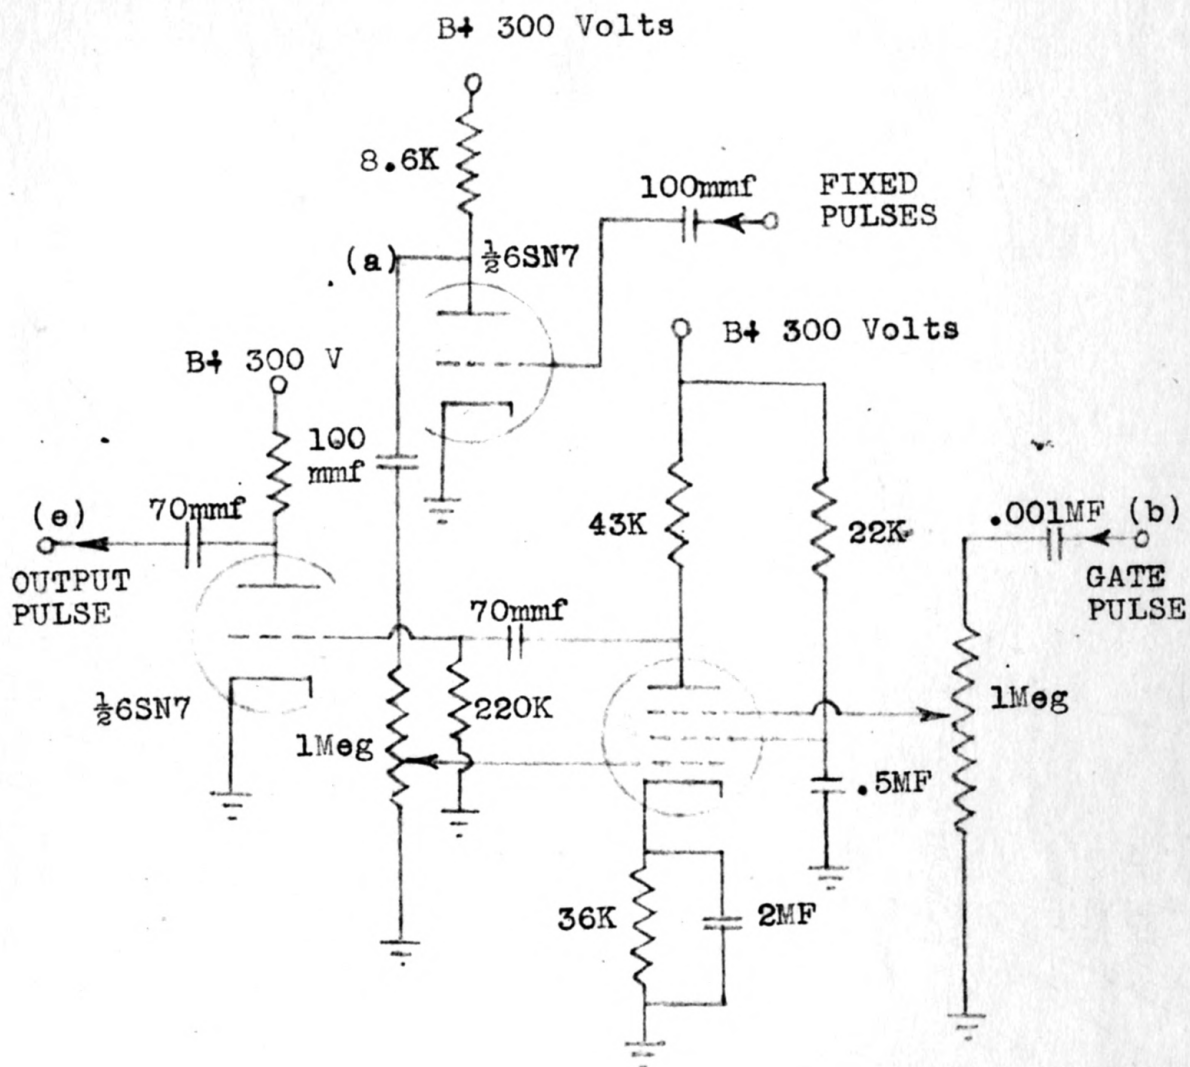 B+ 300 Volts
8.6K
100mmf
FIXED
PULSES
(a)
½6SN7
B+ 300 Volts
B+ 300 V
100
mmf
(e)
70mmf
43K
22K
.001MF (b)
OUTPUT
PULSE
GATE
PULSE
70mmf
½6SN7
220K
1Meg
1Meg
.5MF
36K
2MF